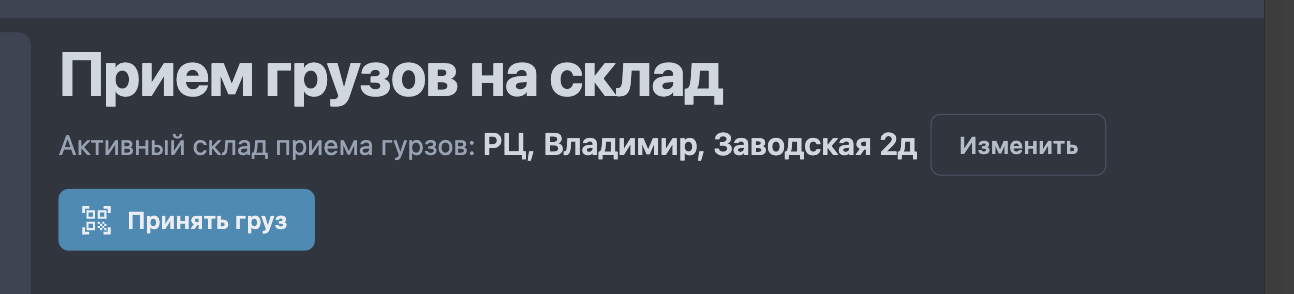 Прием грузов на склад
Активный склад приема гурзов: РЦ, Владимир, Заводская 2д Изменить
Принять груз